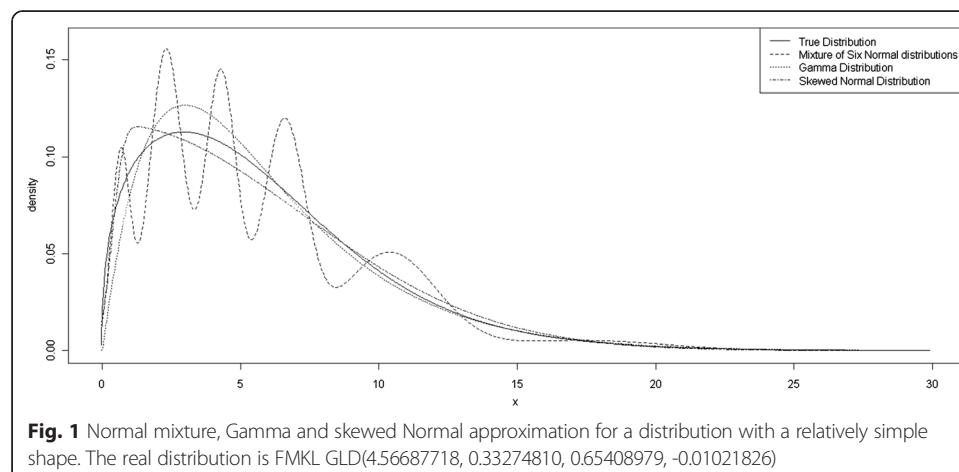 0.15
0.10
0.05
0.00
density
True Distribution
Mixture of Six Normal distributions
Gamma Distribution
Skewed Normal Distribution
0
5
10
15
20
25
30
x
Fig. 1 Normal mixture, Gamma and skewed Normal approximation for a distribution with a relatively simple
shape. The real distribution is FMKL GLD(4.56687718, 0.33274810, 0.65408979, -0.01021826)